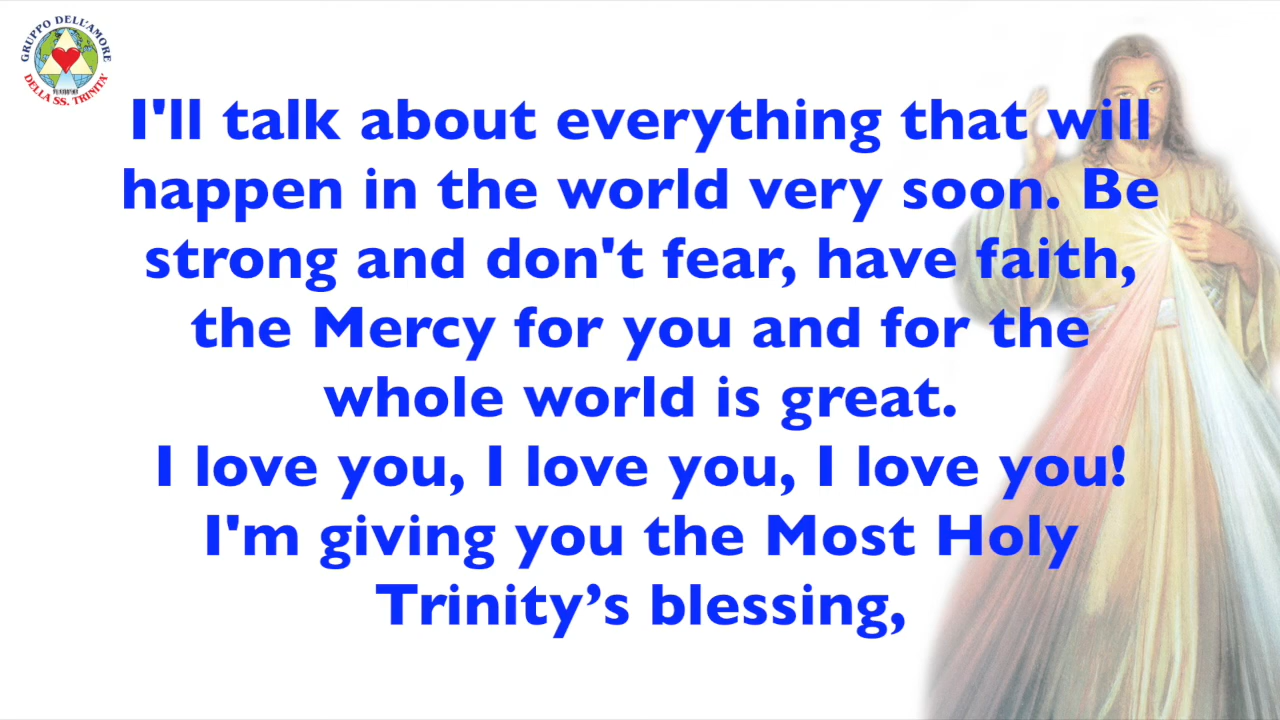 GRUPPO DELL'AMORE
DELLA SS. TRINITA'
I'll talk about everything that will
happen in the world very soon. Be
strong and don't fear, have faith,
the Mercy for you and for the
whole world is great.
I love you, I love you, I love you!
I'm giving you the Most Holy
Trinity’s blessing,